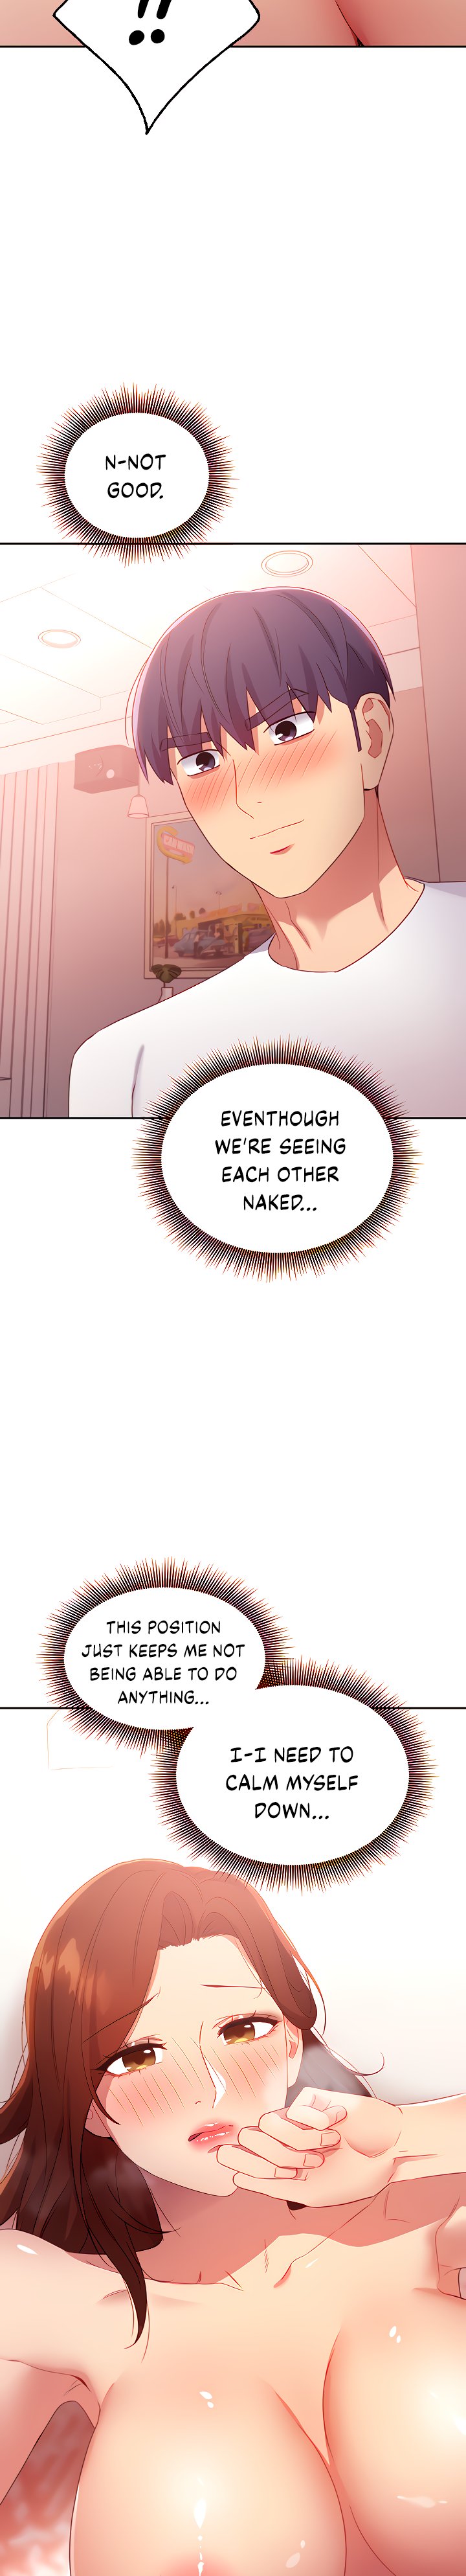 !!
N-NOT
GOOD.
EVENTHOUGH
WE'RE SEEING
EACH OTHER
NAKED...
THIS POSITION
JUST KEEPS ME NOT
BEING ABLE TO DO
ANYTHING...
I-I NEED TO
CALM MYSELF
DOWN...